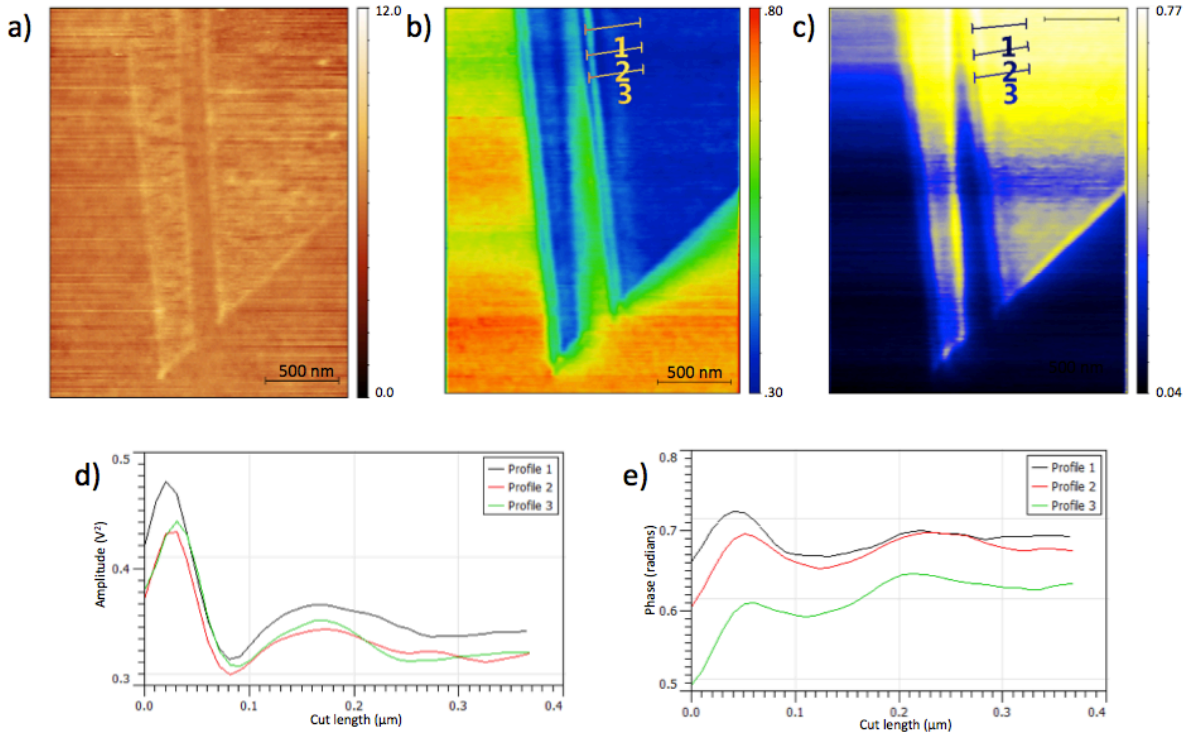 a)
12.0
0.0
500 nm
b)
1
2
3
.80
.30
500 nm
c)
1
2
3
0.77
0.04
500 nm
d)
0.5
0.4
0.3
Amplitude (V²)
Profile 1
Profile 2
Profile 3
0.0
0.1
0.2
0.3
0.4
Cut length (μm)
e)
0.8
0.7
0.6
0.5
Phase (radians)
Profile 1
Profile 2
Profile 3
0.0
0.1
0.2
0.3
0.4
Cut length (μm)